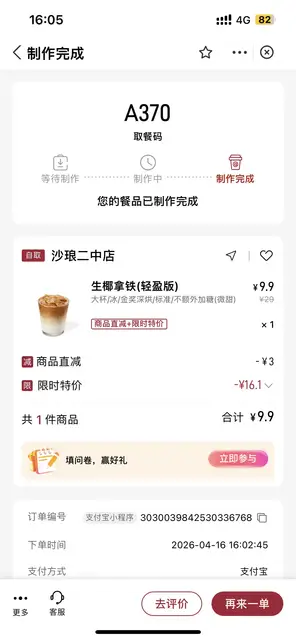 16:05
4G 82
制作完成
A370
取餐码
等待制作 制作中 制作完成
您的餐品已制作完成
自取 沙琅二中店
生椰拿铁(轻盈版) ¥9.9
大杯/冰/金奖深烘/标准/不额外加糖(微甜) ¥29
商品直减+限时特价 × 1
减 商品直减 -¥3
限 限时特价 -¥16.1
共 1 件商品 合计 ¥9.9
填问卷，赢好礼 立即参与
订单编号 支付宝小程序 3030039842530336768
下单时间 2026-04-16 16:02:45
支付方式 支付宝
更多 客服 去评价 再来一单